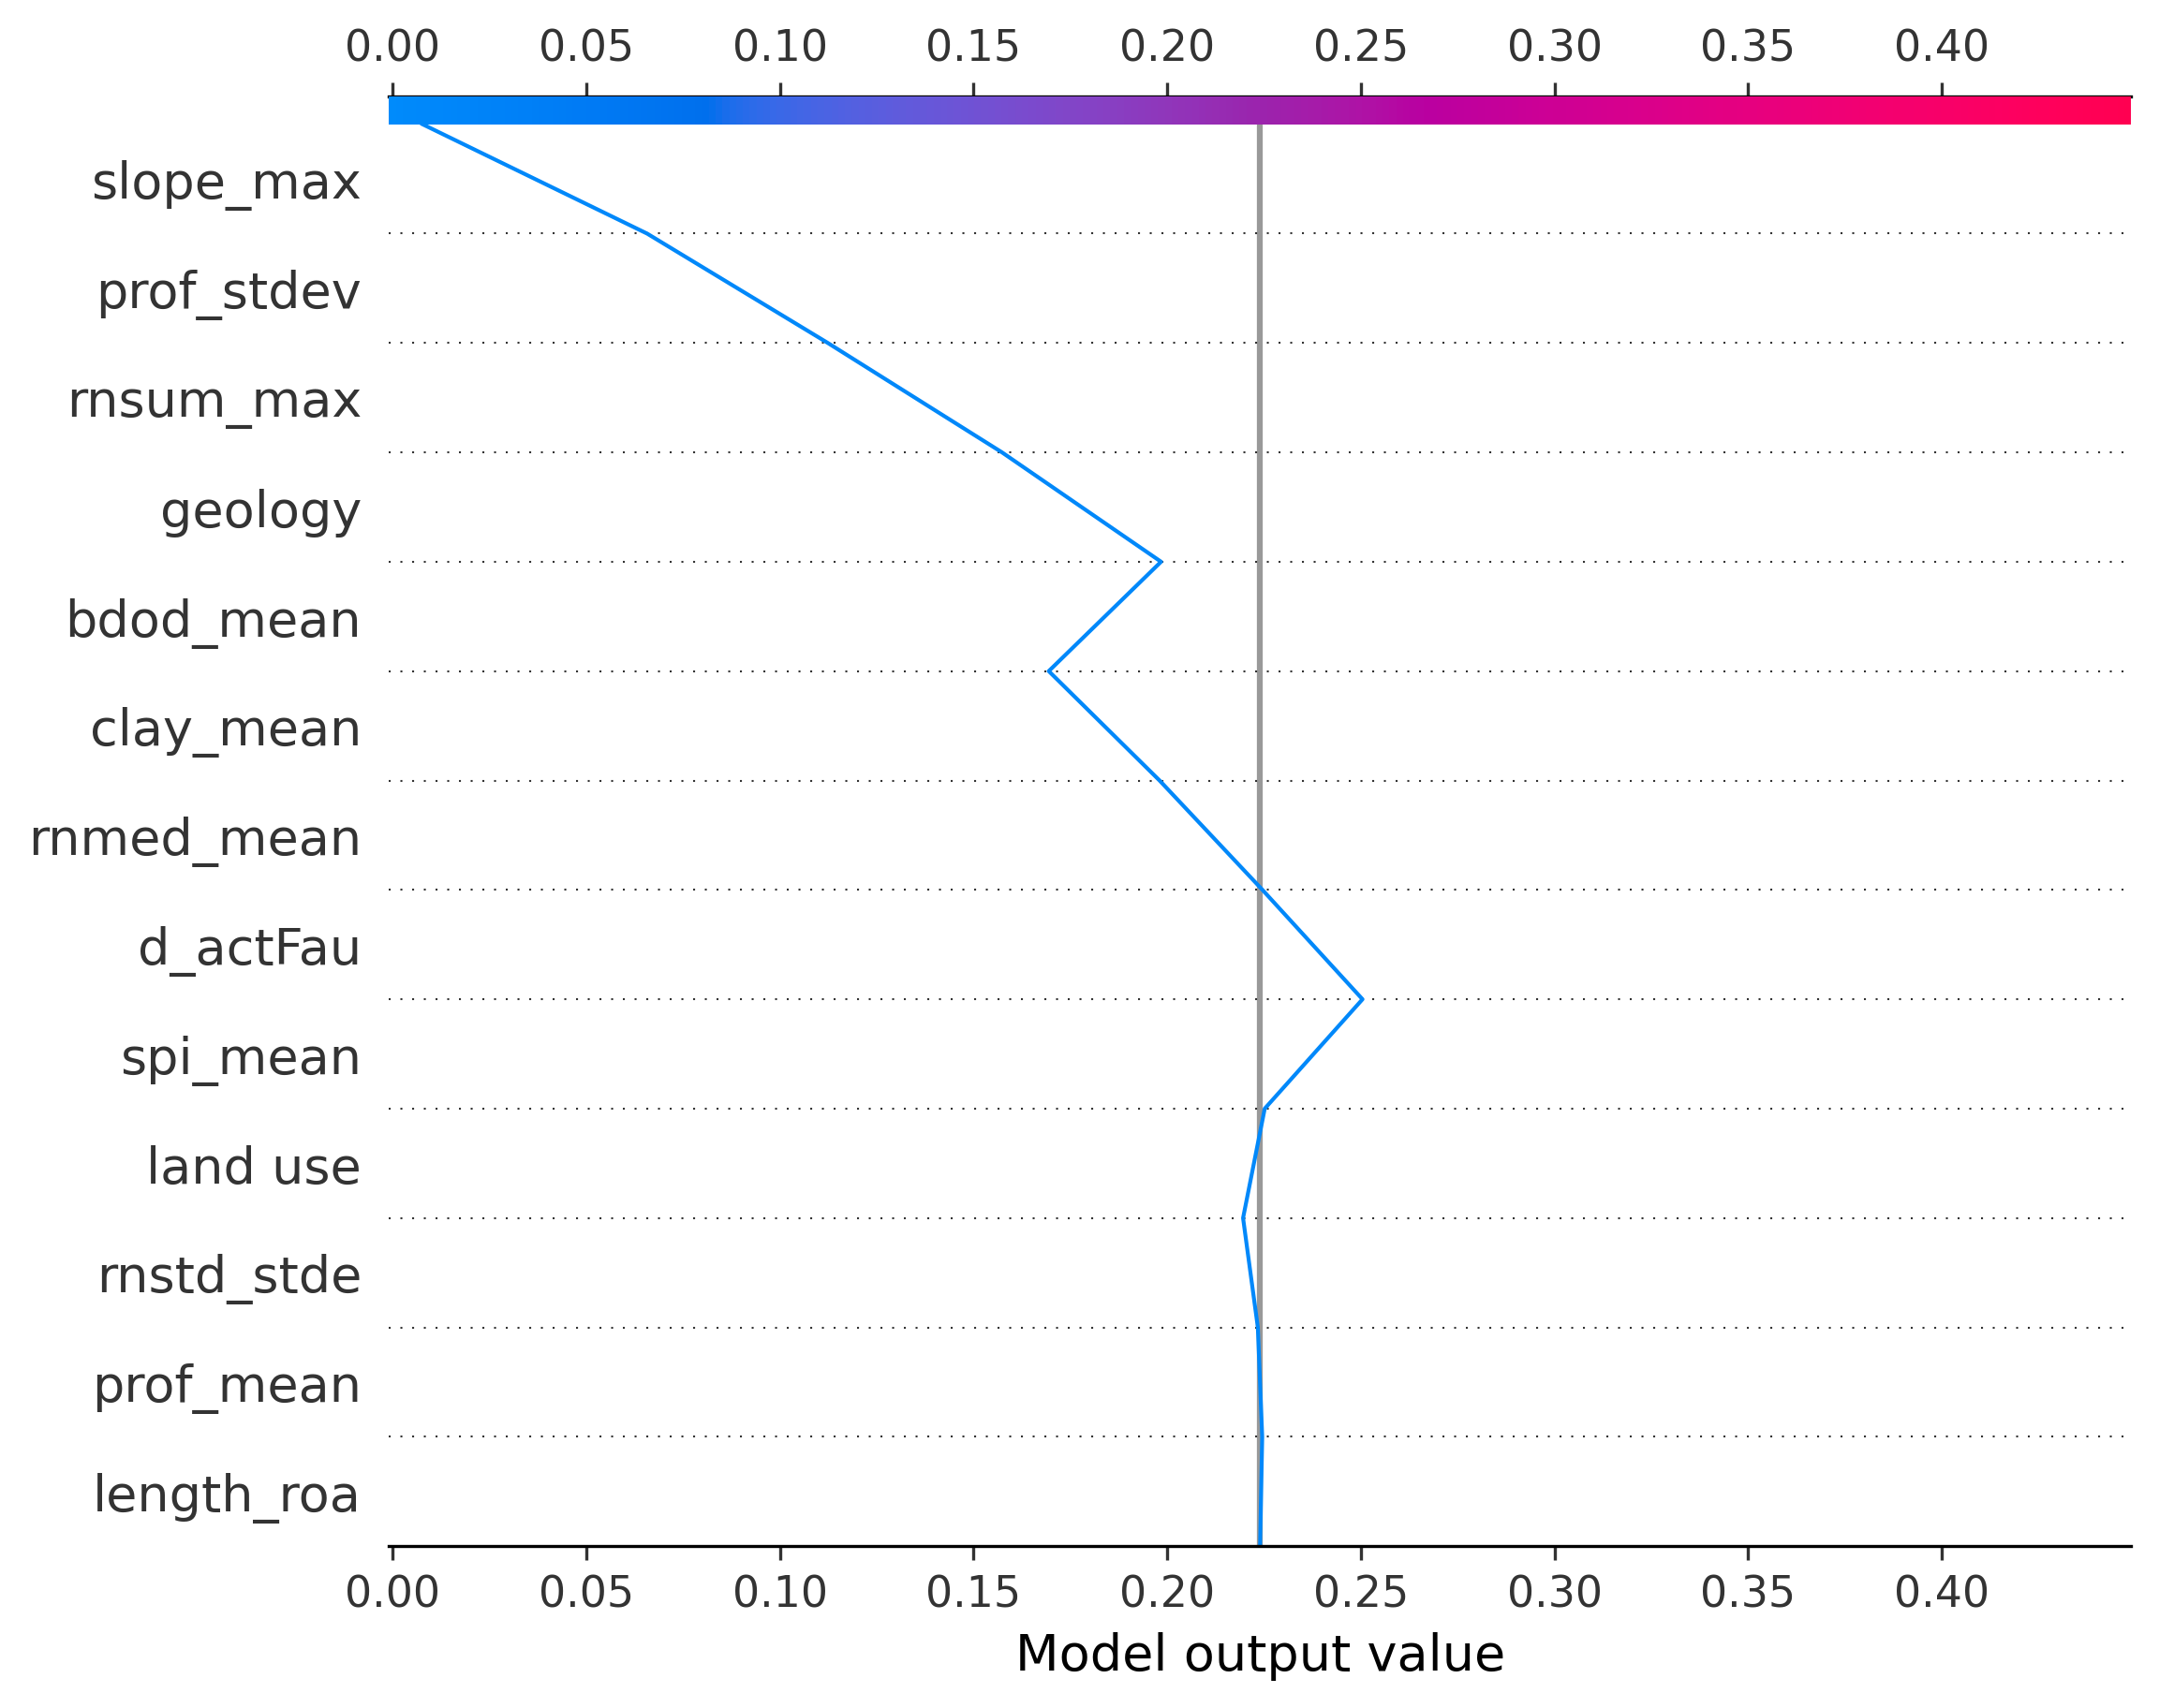 0.00 0.05 0.10 0.15 0.20 0.25 0.30 0.35 0.40
slope_max
prof_stdev
rnsum_max
geology
bdod_mean
clay_mean
rnmed_mean
d_actFau
spi_mean
land use
rnstd_stde
prof_mean
length_roa
0.00 0.05 0.10 0.15 0.20 0.25 0.30 0.35 0.40
Model output value